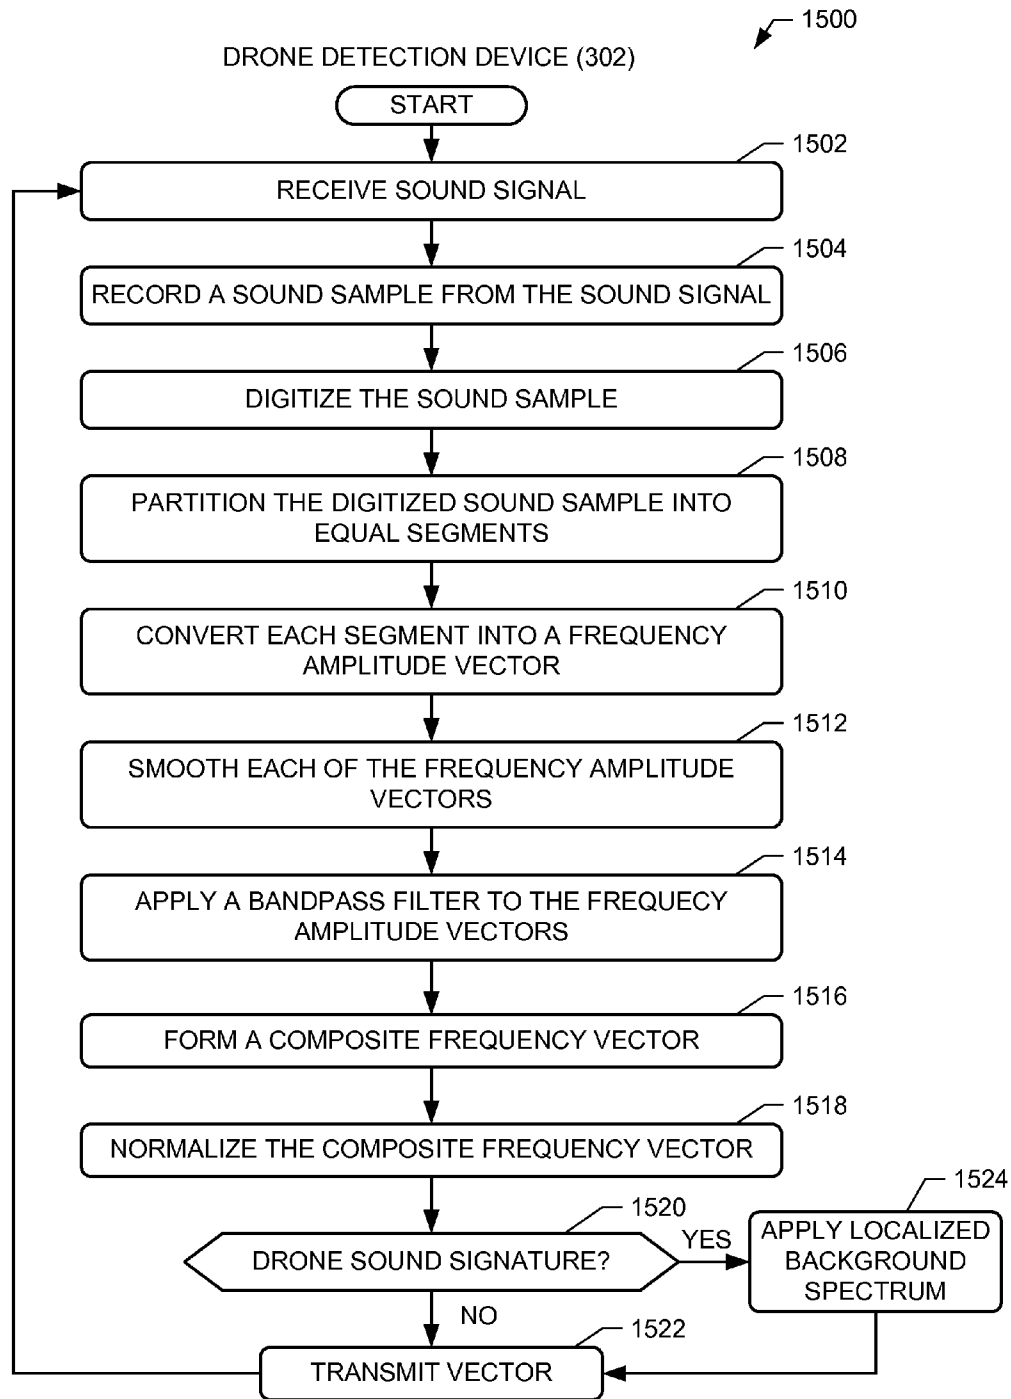 1500
DRONE DETECTION DEVICE (302)
START
1502
RECEIVE SOUND SIGNAL
1504
RECORD A SOUND SAMPLE FROM THE SOUND SIGNAL
1506
DIGITIZE THE SOUND SAMPLE
1508
PARTITION THE DIGITIZED SOUND SAMPLE INTO
EQUAL SEGMENTS
1510
CONVERT EACH SEGMENT INTO A FREQUENCY
AMPLITUDE VECTOR
1512
SMOOTH EACH OF THE FREQUENCY AMPLITUDE
VECTORS
1514
APPLY A BANDPASS FILTER TO THE FREQUECY
AMPLITUDE VECTORS
1516
FORM A COMPOSITE FREQUENCY VECTOR
1518
NORMALIZE THE COMPOSITE FREQUENCY VECTOR
1520
DRONE SOUND SIGNATURE?
YES
1524
APPLY LOCALIZED
BACKGROUND
SPECTRUM
NO
1522
TRANSMIT VECTOR